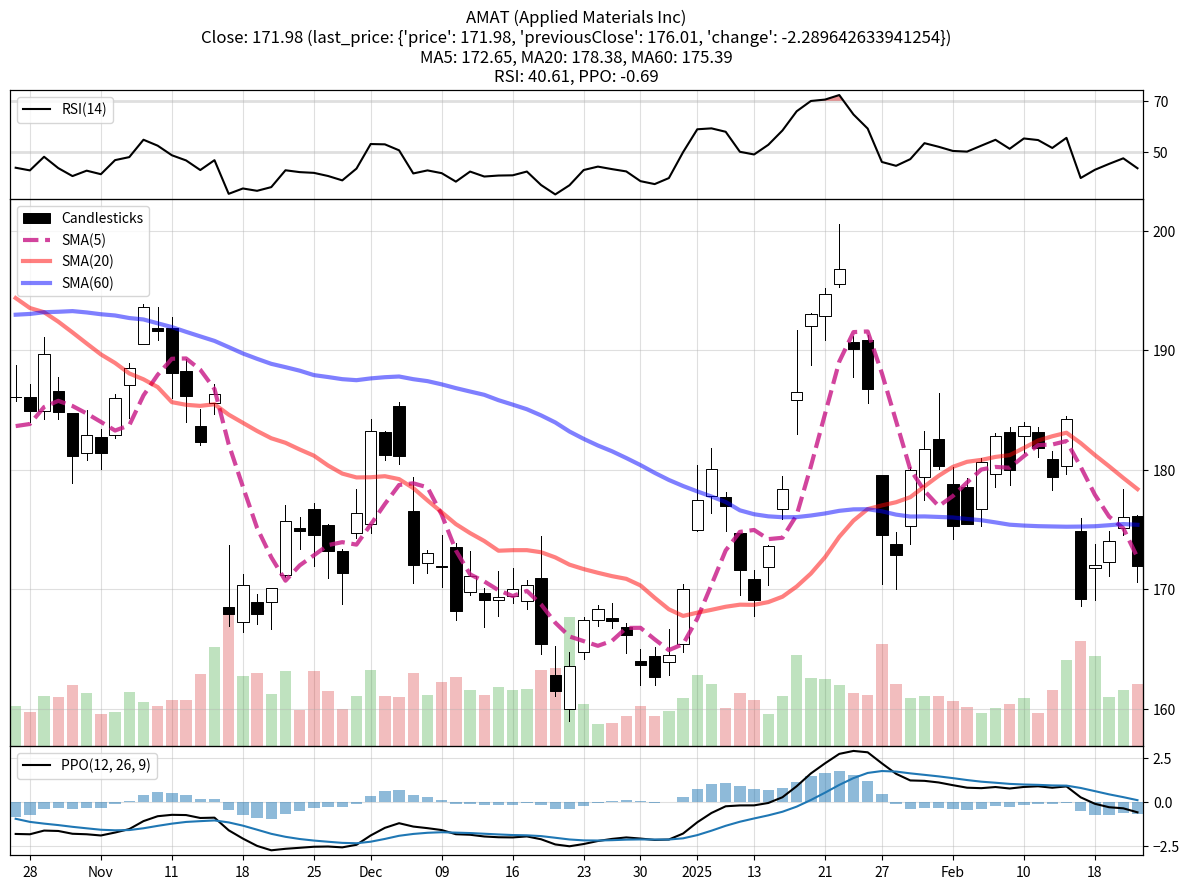 AMAT (Applied Materials Inc)
Close: 171.98 (last_price: {'price': 171.98, 'previousClose': 176.01, 'change': -2.289642633941254})
MA5: 172.65, MA20: 178.38, MA60: 175.39
RSI: 40.61, PPO: -0.69
RSI(14)
70
50
Candlesticks
SMA(5)
SMA(20)
SMA(60)
200
190
180
170
160
PPO(12, 26, 9)
2.5
0.0
−2.5
28 Nov 11 18 25 Dec 09 16 23 30 2025 13 21 27 Feb 10 18